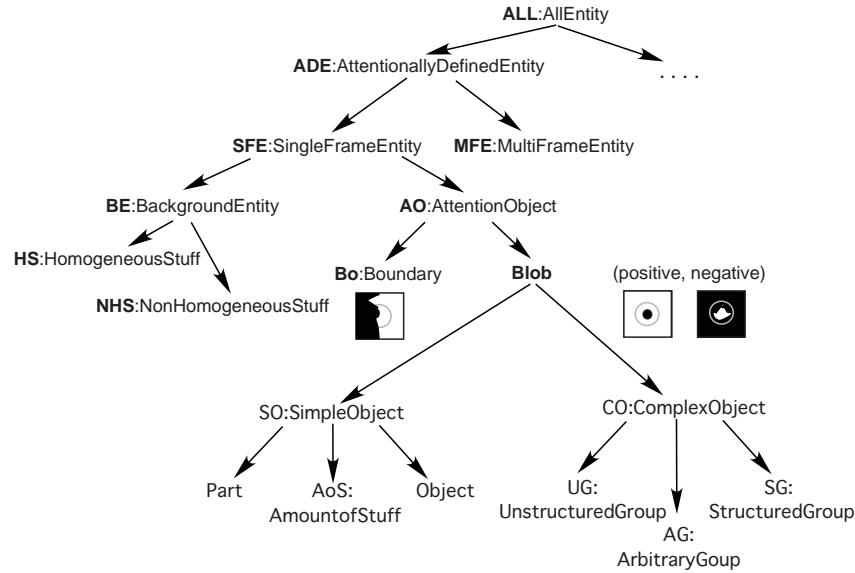 ALL:AllEntity
ADE:AttentionallyDefinedEntity
. . . .
SFE:SingleFrameEntity
MFE:MultiFrameEntity
BE:BackgroundEntity
AO:AttentionObject
HS:HomogeneousStuff
Bo:Boundary
Blob
(positive, negative)
NHS:NonHomogeneousStuff
SO:SimpleObject
CO:ComplexObject
Part
AoS:
AmountofStuff
Object
UG:
UnstructuredGroup
AG:
ArbitraryGoup
SG:
StructuredGroup